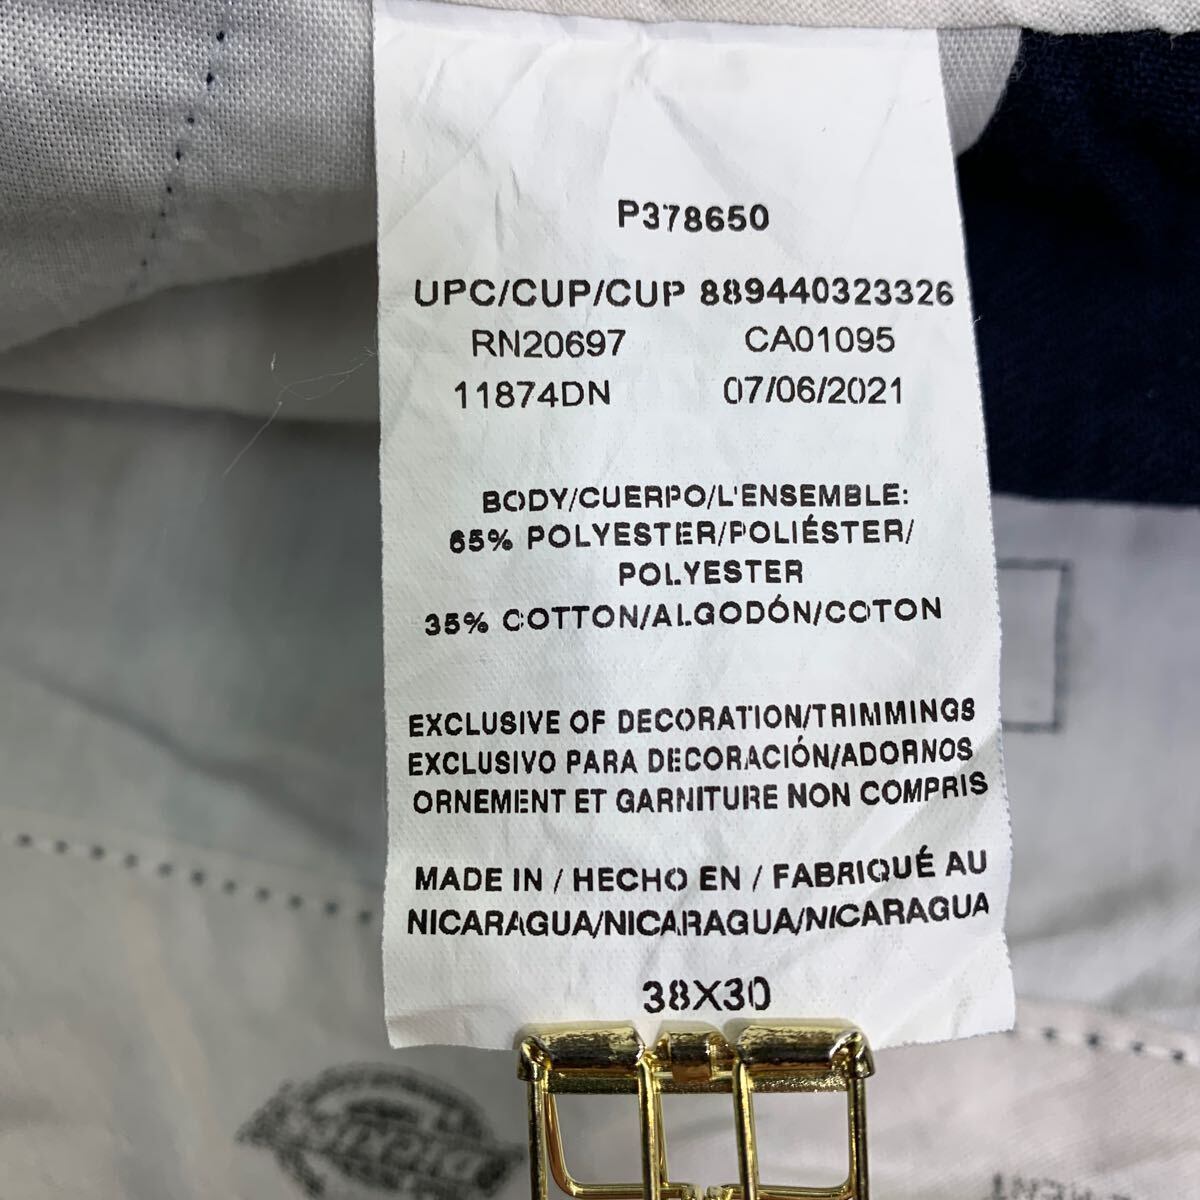 P378650
UPC/CUP/CUP 889440323326
RN20697 CA01095
11874DN 07/06/2021
BODY/CUERPO/L'ENSEMBLE:
65% POLYESTER/POLIÉSTER/
POLYESTER
35% COTTON/ALGODÓN/COTON
EXCLUSIVE OF DECORATION/TRIMMINGS
EXCLUSIVO PARA DECORACIÓN/ADORNOS
ORNEMENT ET GARNITURE NON COMPRIS
MADE IN / HECHO EN / FABRIQUÉ AU
NICARAGUA/NICARAGUA/NICARAGUA
38X30
Dickies